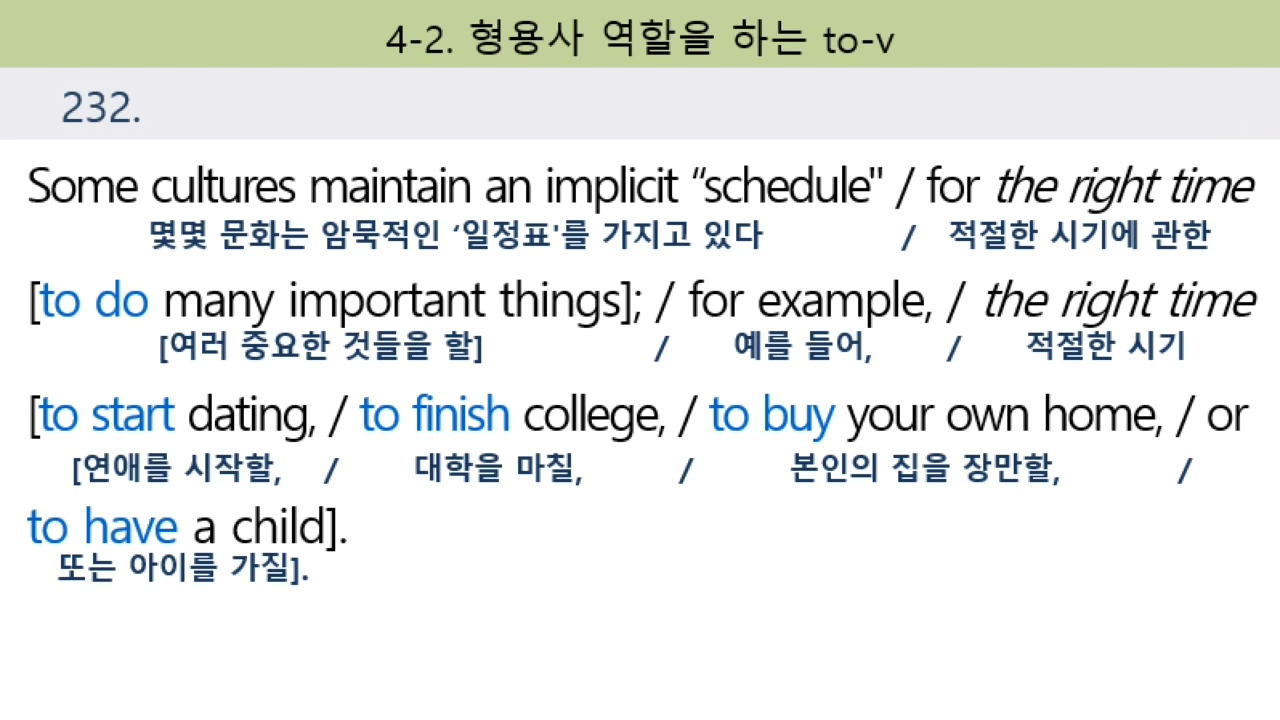 4-2. 형용사 역할을 하는 to-v
232.
Some cultures maintain an implicit “schedule" / for the right time
몇몇 문화는 암묵적인 ‘일정표'를 가지고 있다 / 적절한 시기에 관한
[to do many important things]; / for example, / the right time
[여러 중요한 것들을 할] / 예를 들어, / 적절한 시기
[to start dating, / to finish college, / to buy your own home, / or
[연애를 시작할, / 대학을 마칠, / 본인의 집을 장만할, /
to have a child].
또는 아이를 가질].